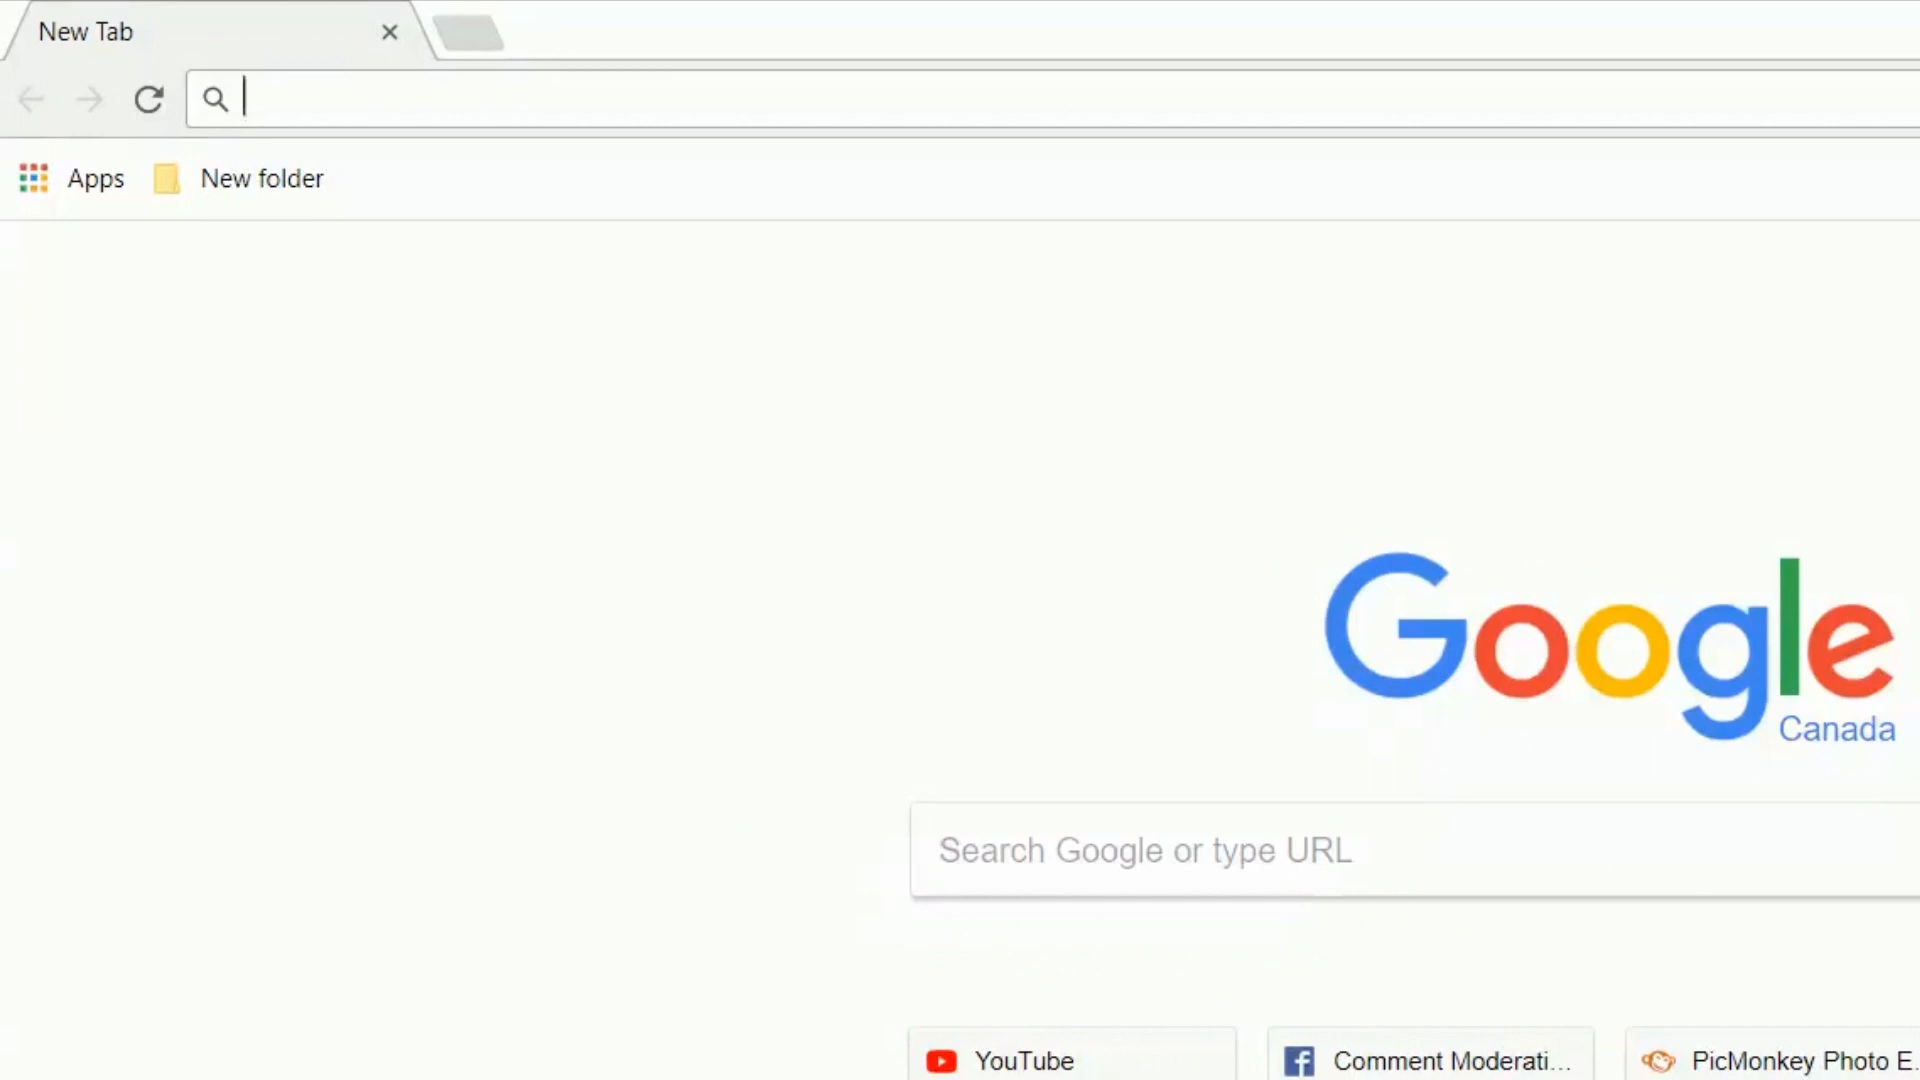 New Tab
Apps New folder
Google
Canada
Search Google or type URL
YouTube Comment Moderati... PicMonkey Photo E...